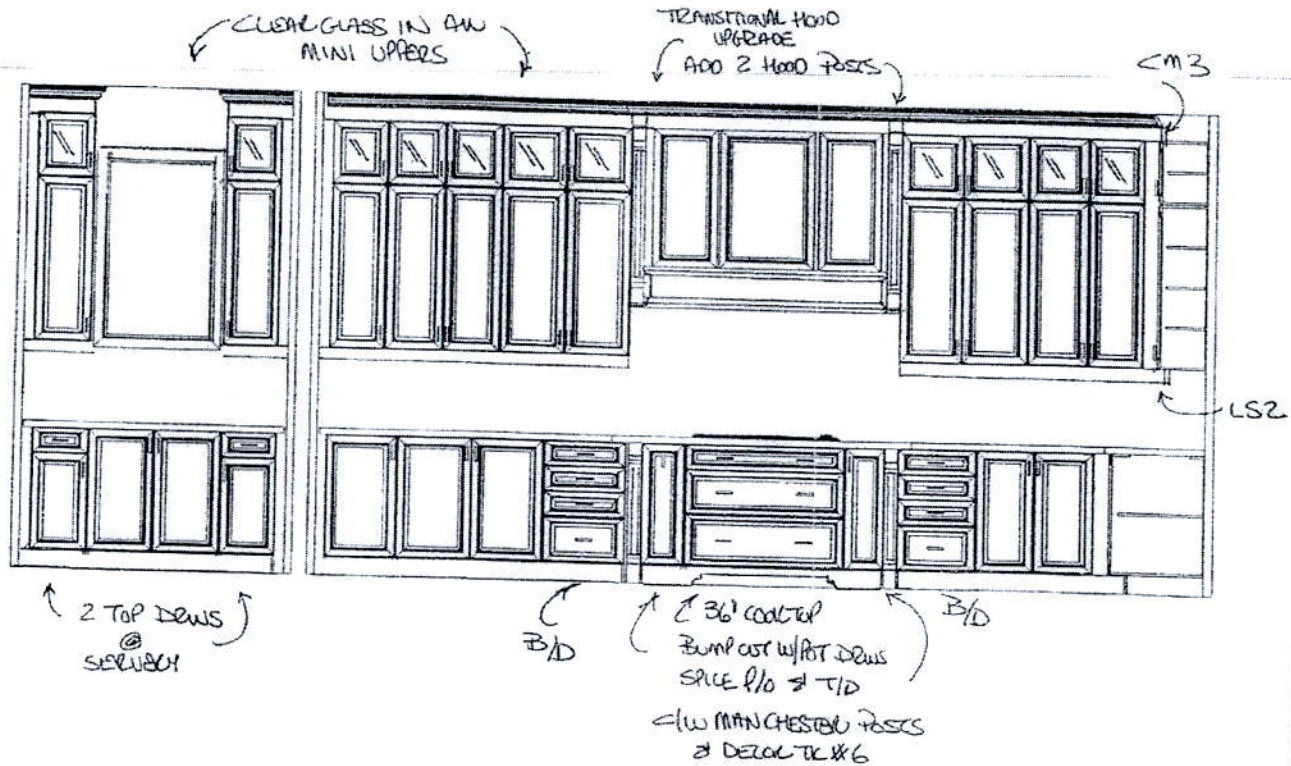 CLEAR GLASS IN ALL
MINI UPPERS
TRANSITIONAL HOOD
UPGRADE
ADD 2 HOOD POSTS
CM3
LS2
2 TOP DRWS
@
SERVERY
B/D
36" COOKTOP
BUMP OUT W/POT DRWS
SPICE P/O & T/D
C/W MANCHESTER POSTS
& DECOR TK #6
B/D